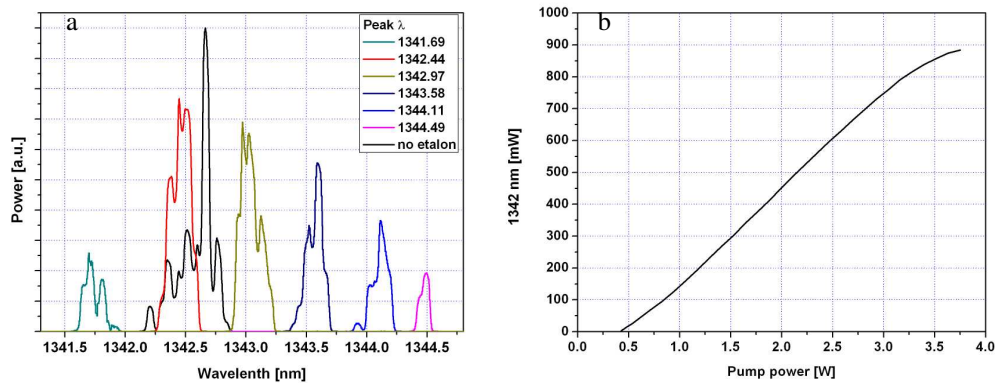 a
Peak λ
1341.69
1342.44
1342.97
1343.58
1344.11
1344.49
no etalon
Power [a.u.]
1341.5 1342.0 1342.5 1343.0 1343.5 1344.0 1344.5
Wavelenth [nm]
b
1000
900
800
700
600
500
400
300
200
100
0
1342 nm [mW]
0.0 0.5 1.0 1.5 2.0 2.5 3.0 3.5 4.0
Pump power [W]